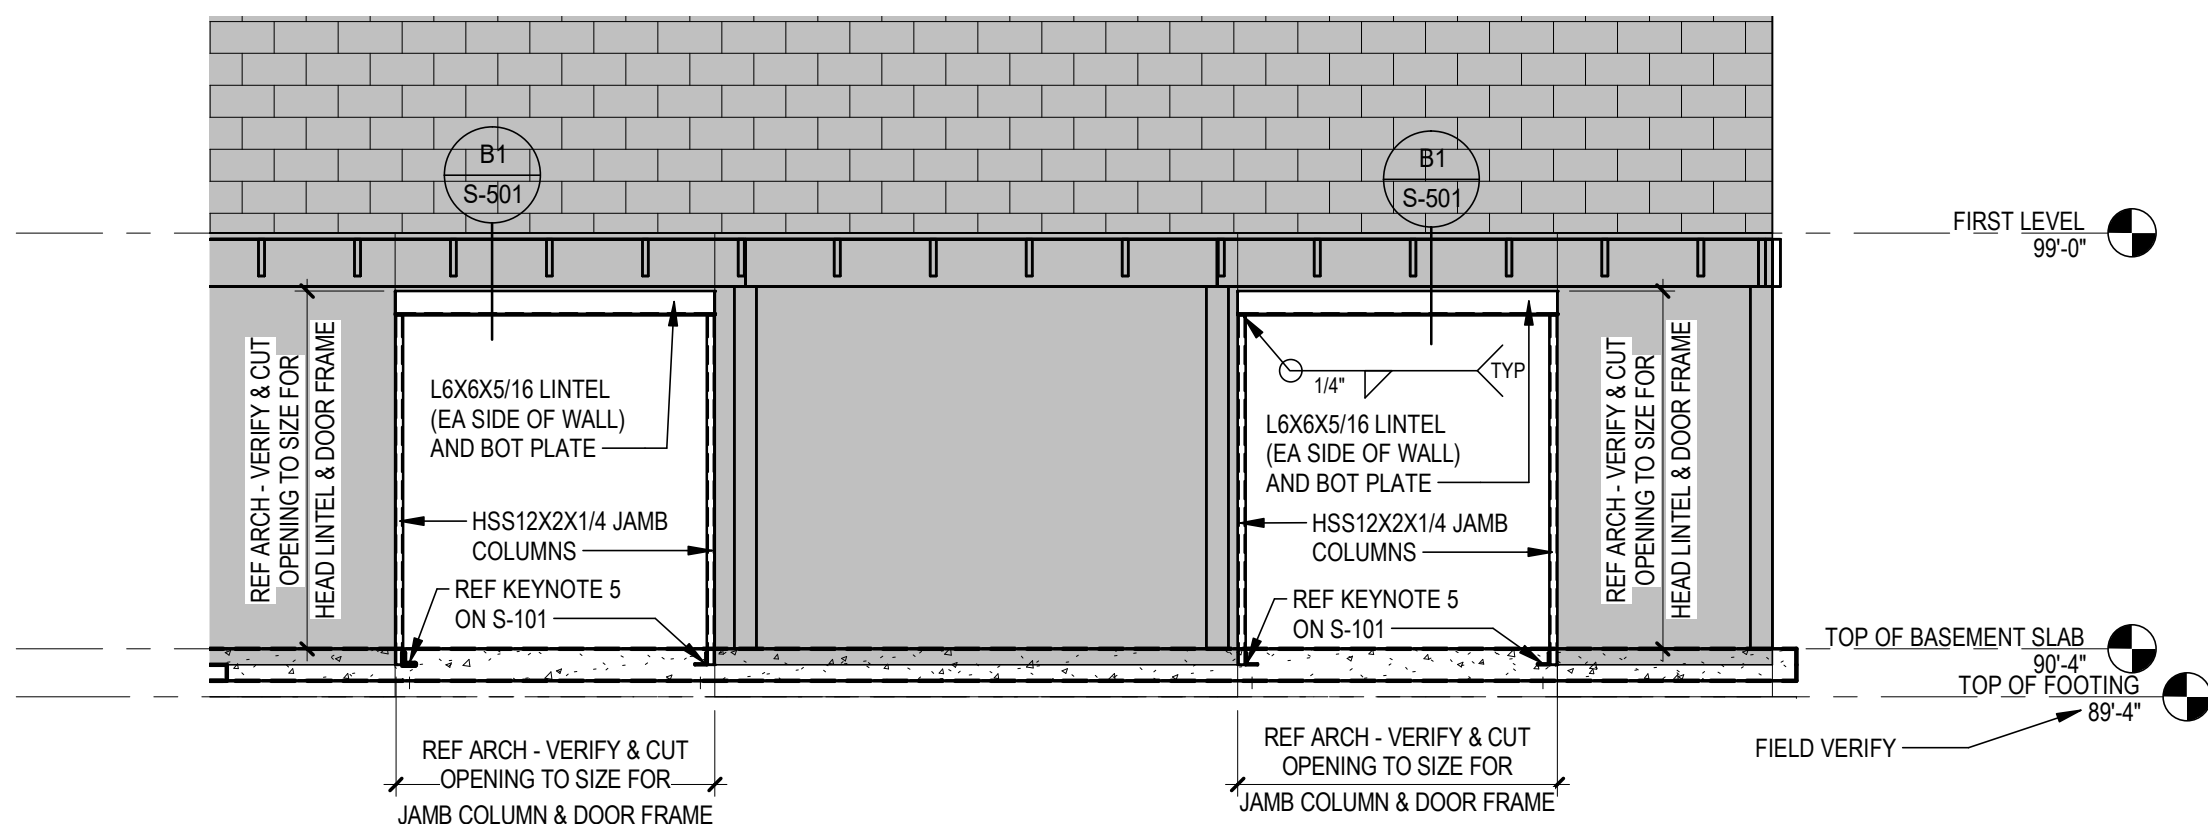 B1
S-501
B1
S-501
FIRST LEVEL
99'-0"
REF ARCH - VERIFY & CUT
OPENING TO SIZE FOR
HEAD LINTEL & DOOR FRAME
L6X6X5/16 LINTEL
(EA SIDE OF WALL)
AND BOT PLATE
HSS12X2X1/4 JAMB
COLUMNS
REF KEYNOTE 5
ON S-101
1/4"
TYP
L6X6X5/16 LINTEL
(EA SIDE OF WALL)
AND BOT PLATE
HSS12X2X1/4 JAMB
COLUMNS
REF KEYNOTE 5
ON S-101
REF ARCH - VERIFY & CUT
OPENING TO SIZE FOR
HEAD LINTEL & DOOR FRAME
TOP OF BASEMENT SLAB
90'-4"
TOP OF FOOTING
89'-4"
FIELD VERIFY
REF ARCH - VERIFY & CUT
OPENING TO SIZE FOR
JAMB COLUMN & DOOR FRAME
REF ARCH - VERIFY & CUT
OPENING TO SIZE FOR
JAMB COLUMN & DOOR FRAME